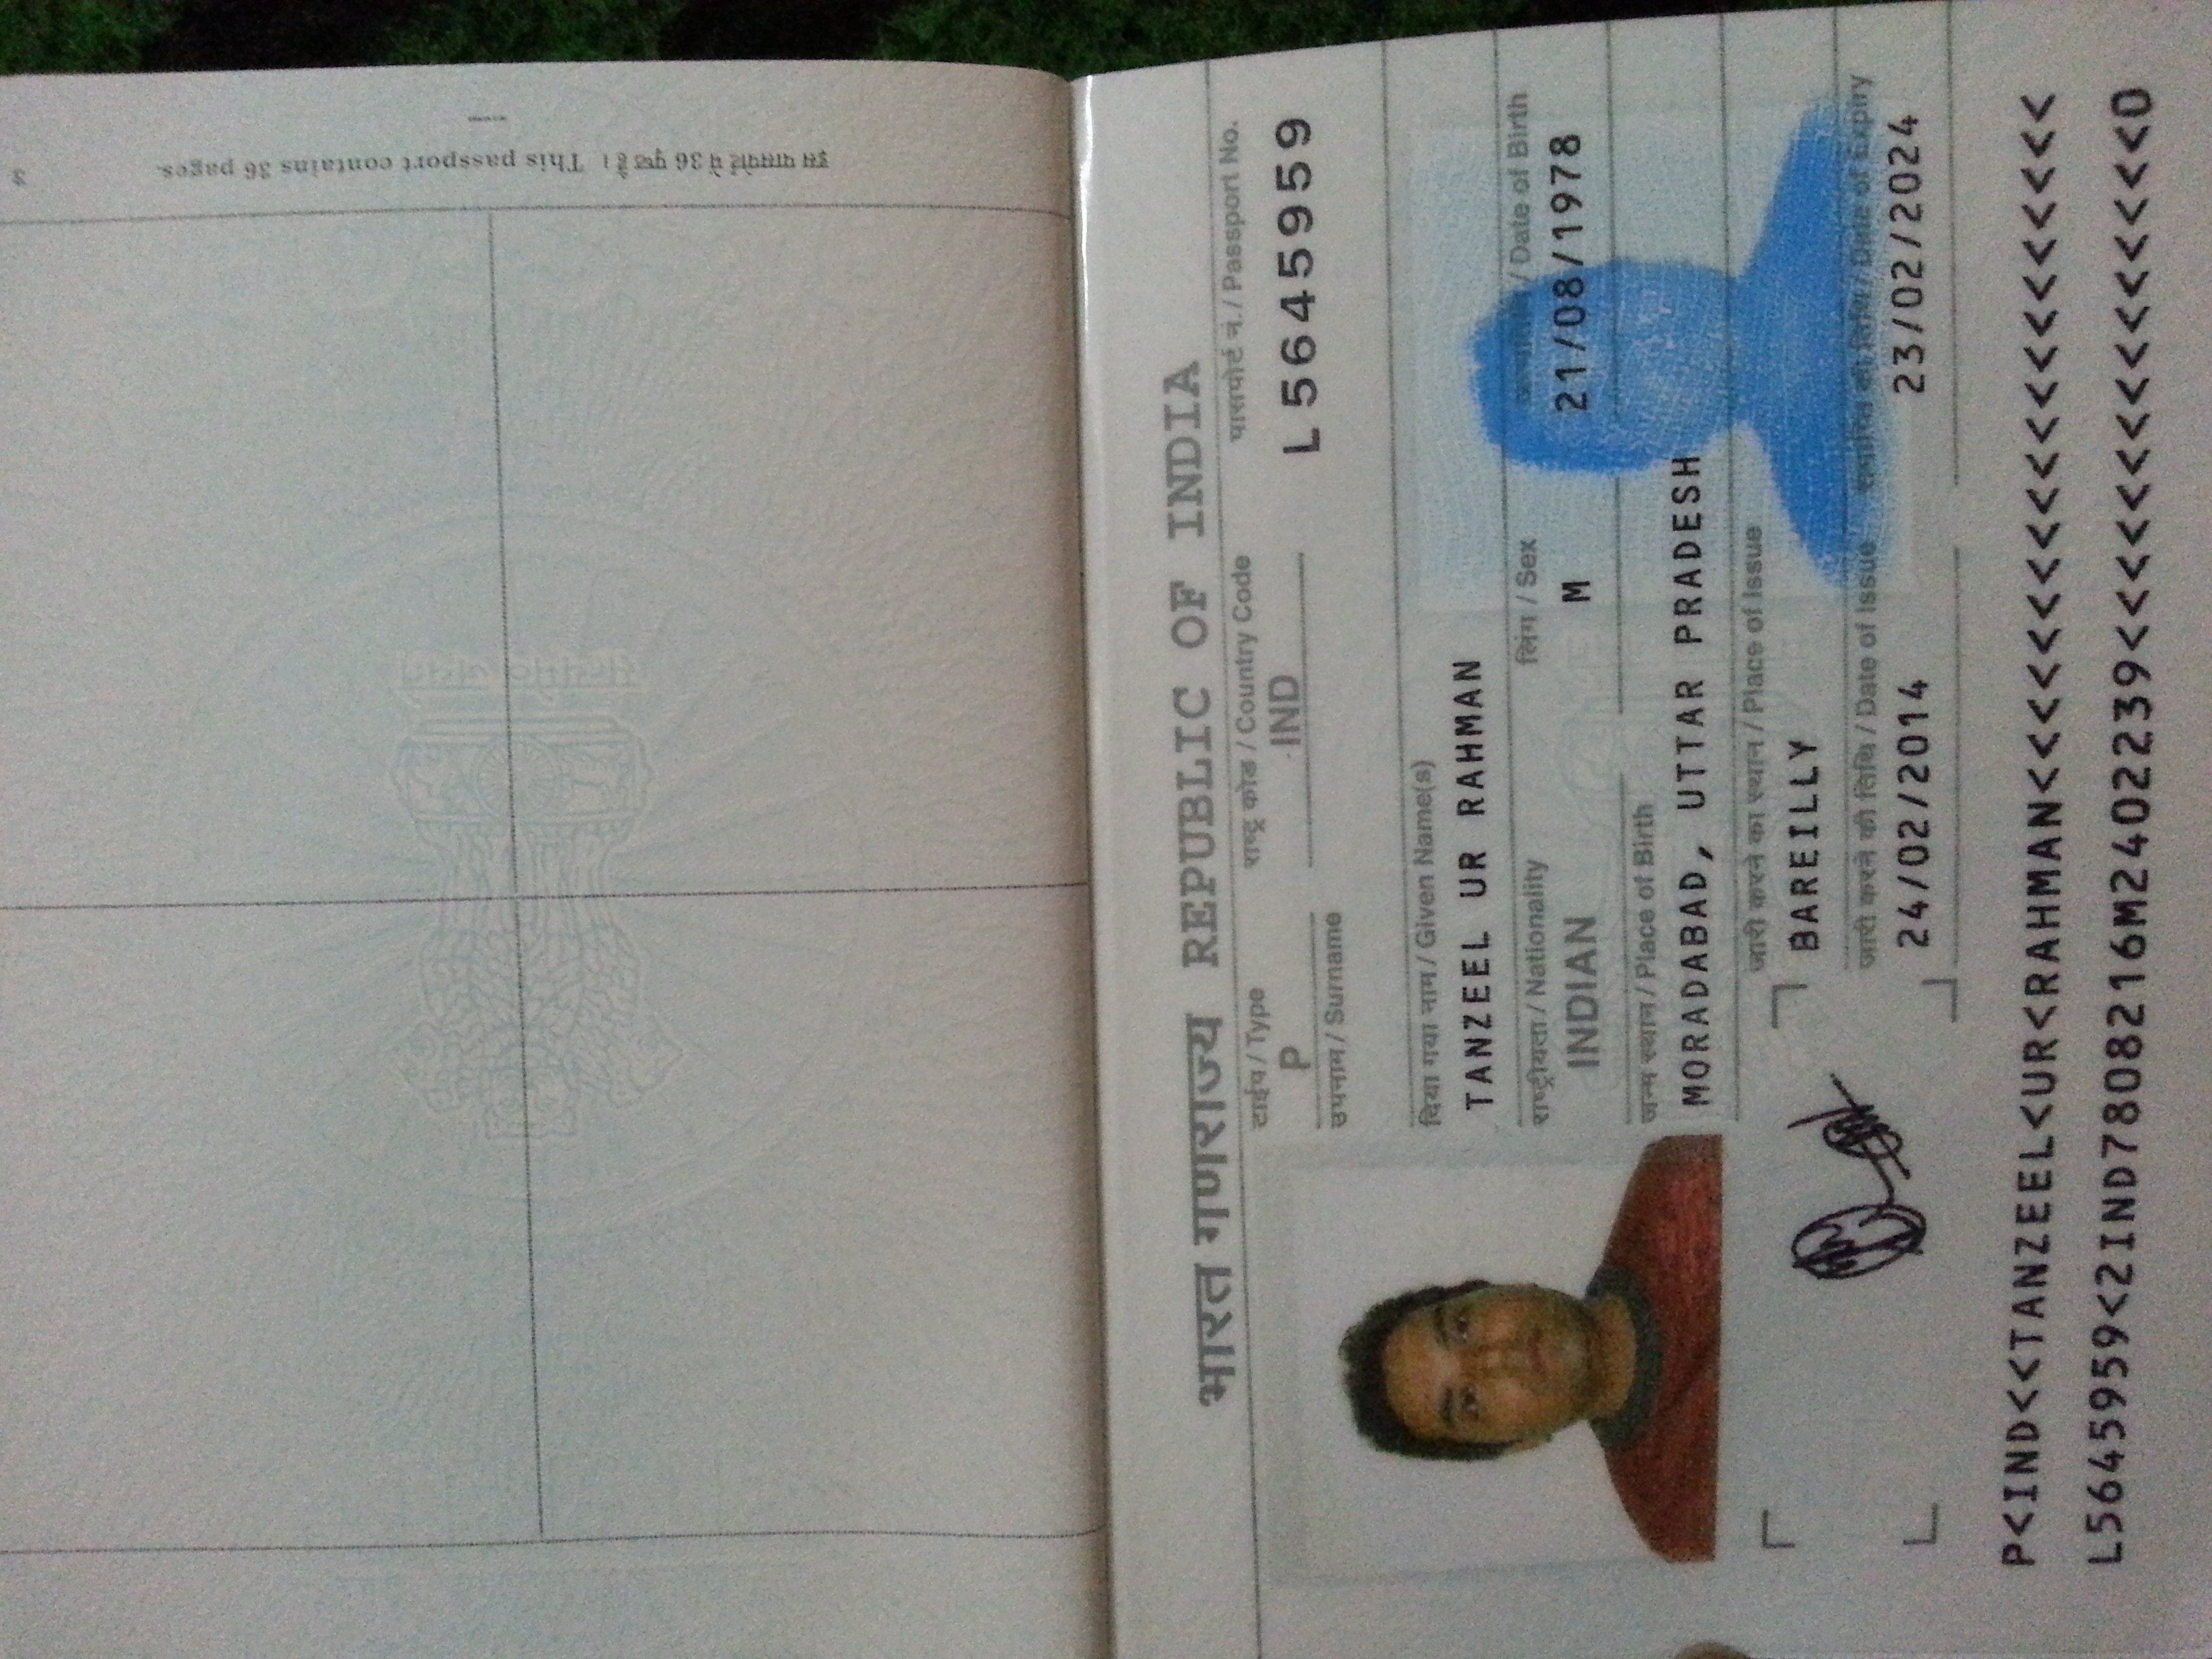 3
इस पासपोर्ट में 36 पृष्ठ हैं। This passport contains 36 pages.
भारत गणराज्य REPUBLIC OF INDIA
टाईप / Type राष्ट्र कोड / Country Code पासपोर्ट नं. / Passport No.
P IND L5645959
उपनाम / Surname
दिया गया नाम / Given Name(s)
TANZEEL UR RAHMAN
राष्ट्रीयता / Nationality लिंग / Sex / Date of Birth
INDIAN M 21/08/1978
जन्म स्थान / Place of Birth
MORADABAD, UTTAR PRADESH
जारी करने का स्थान / Place of Issue
BAREILLY
जारी करने की तिथि / Date of Issue समाप्ति की तिथि / Date of Expiry
24/02/2014 23/02/2024
P<IND<<TANZEEL<UR<RAHMAN<<<<<<<<<<<<<<<<<<<<
L5645959<2IND7808216M2402239<<<<<<<<<<<<<<<0